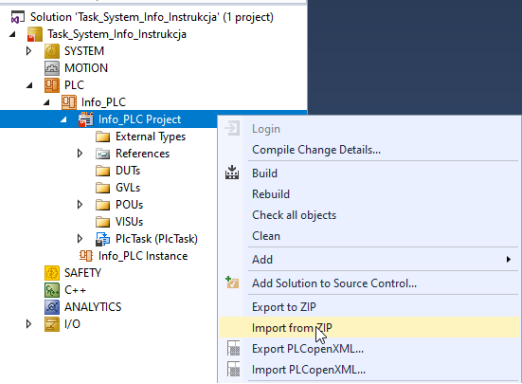 Solution 'Task_System_Info_Instrukcja' (1 project)
Task_System_Info_Instrukcja
SYSTEM
MOTION
PLC
Info_PLC
Info_PLC Project
External Types
References
DUTs
GVLs
POUs
VISUs
PlcTask (PlcTask)
Info_PLC Instance
SAFETY
C++
ANALYTICS
I/O
Login
Compile Change Details...
Build
Rebuild
Check all objects
Clean
Add
Add Solution to Source Control...
Export to ZIP
Import from ZIP
Export PLCopenXML...
Import PLCopenXML...